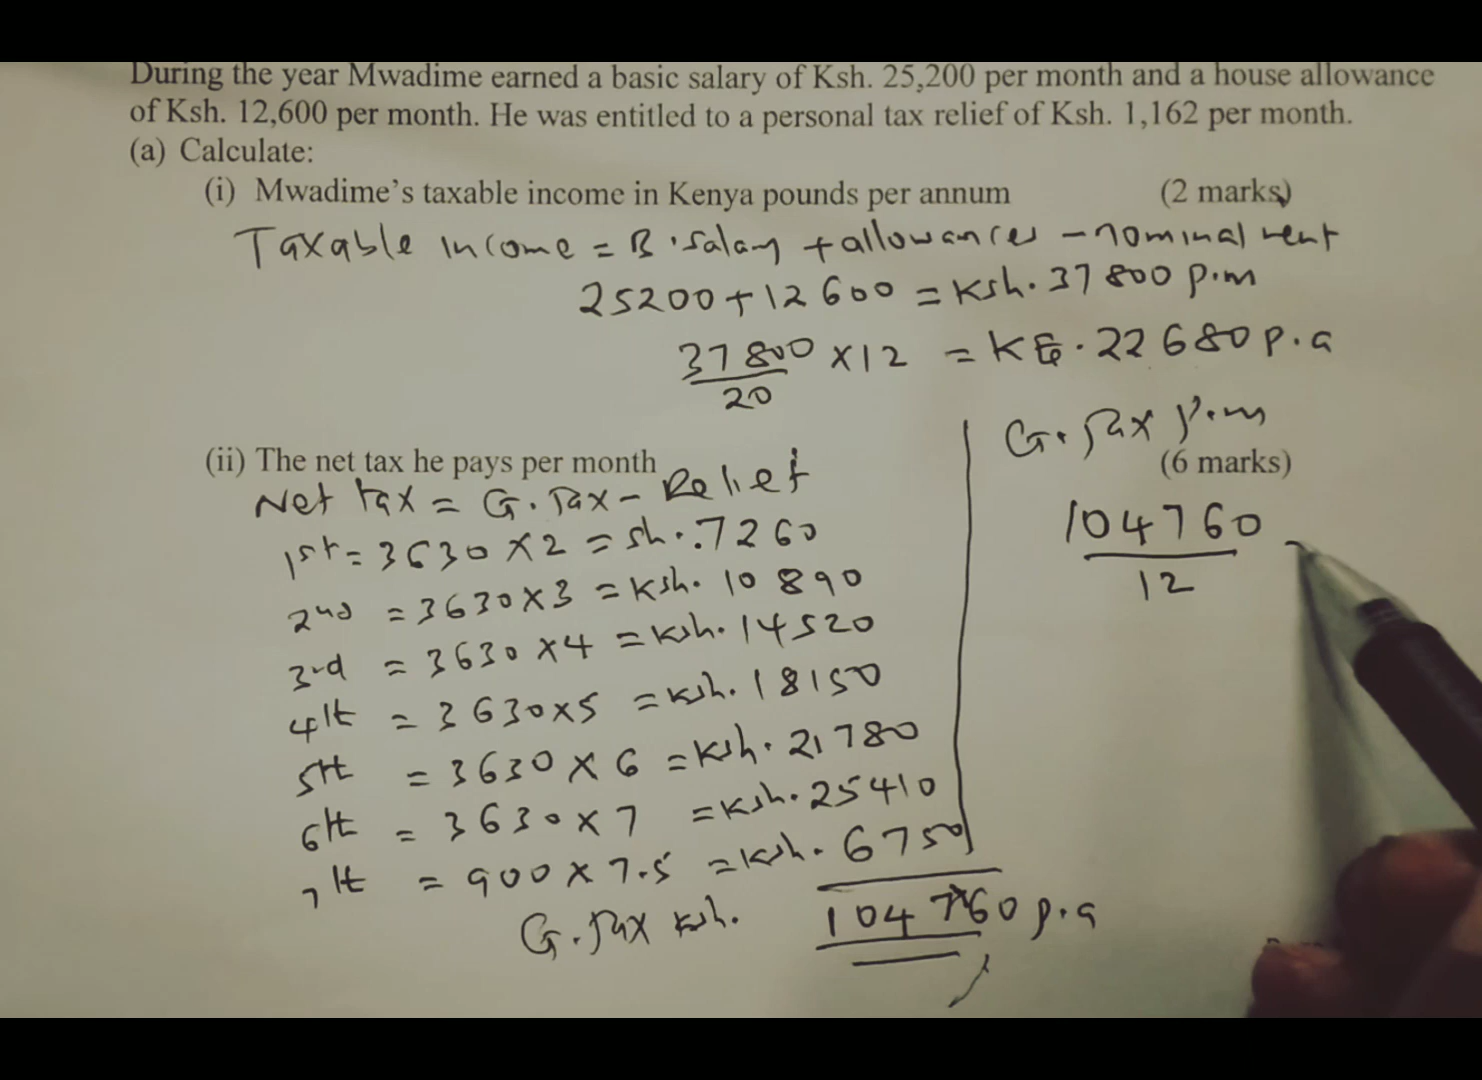 During the year Mwadime earned a basic salary of Ksh. 25,200 per month and a house allowance
of Ksh. 12,600 per month. He was entitled to a personal tax relief of Ksh. 1,162 per month.
(a) Calculate:
(i) Mwadime's taxable income in Kenya pounds per annum (2 marks)
Taxable Income = B.salary + allowances - nominal rent
25200 + 12600 = Ksh. 37800 p.m
37800 × 12 = K£. 22680 p.a
20
(ii) The net tax he pays per month (6 marks)
Net tax = G. Tax - Relief
1st = 3630 × 2 = Sh. 7260
2nd = 3630 × 3 = Ksh. 10890
3rd = 3630 × 4 = Ksh. 14520
4th = 3630 × 5 = Ksh. 18150
5th = 3630 × 6 = Ksh. 21780
6th = 3630 × 7 = Ksh. 25410
7th = 900 × 7.5 = Ksh. 6750
G. Tax Ksh. 104760 p.a
G. Tax p.m
104760
12